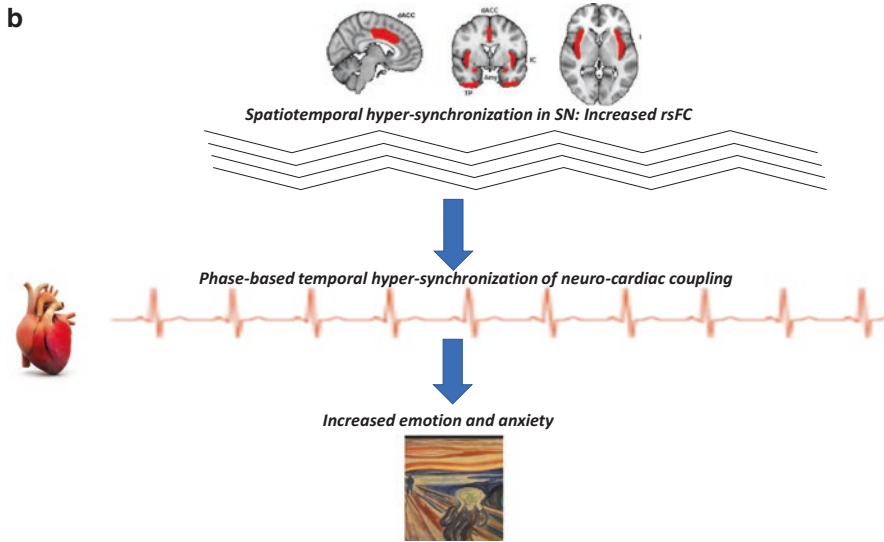 b
dACC
dACC
IC
I
Amy
TP
Spatiotemporal hyper-synchronization in SN: Increased rsFC
Phase-based temporal hyper-synchronization of neuro-cardiac coupling
Increased emotion and anxiety